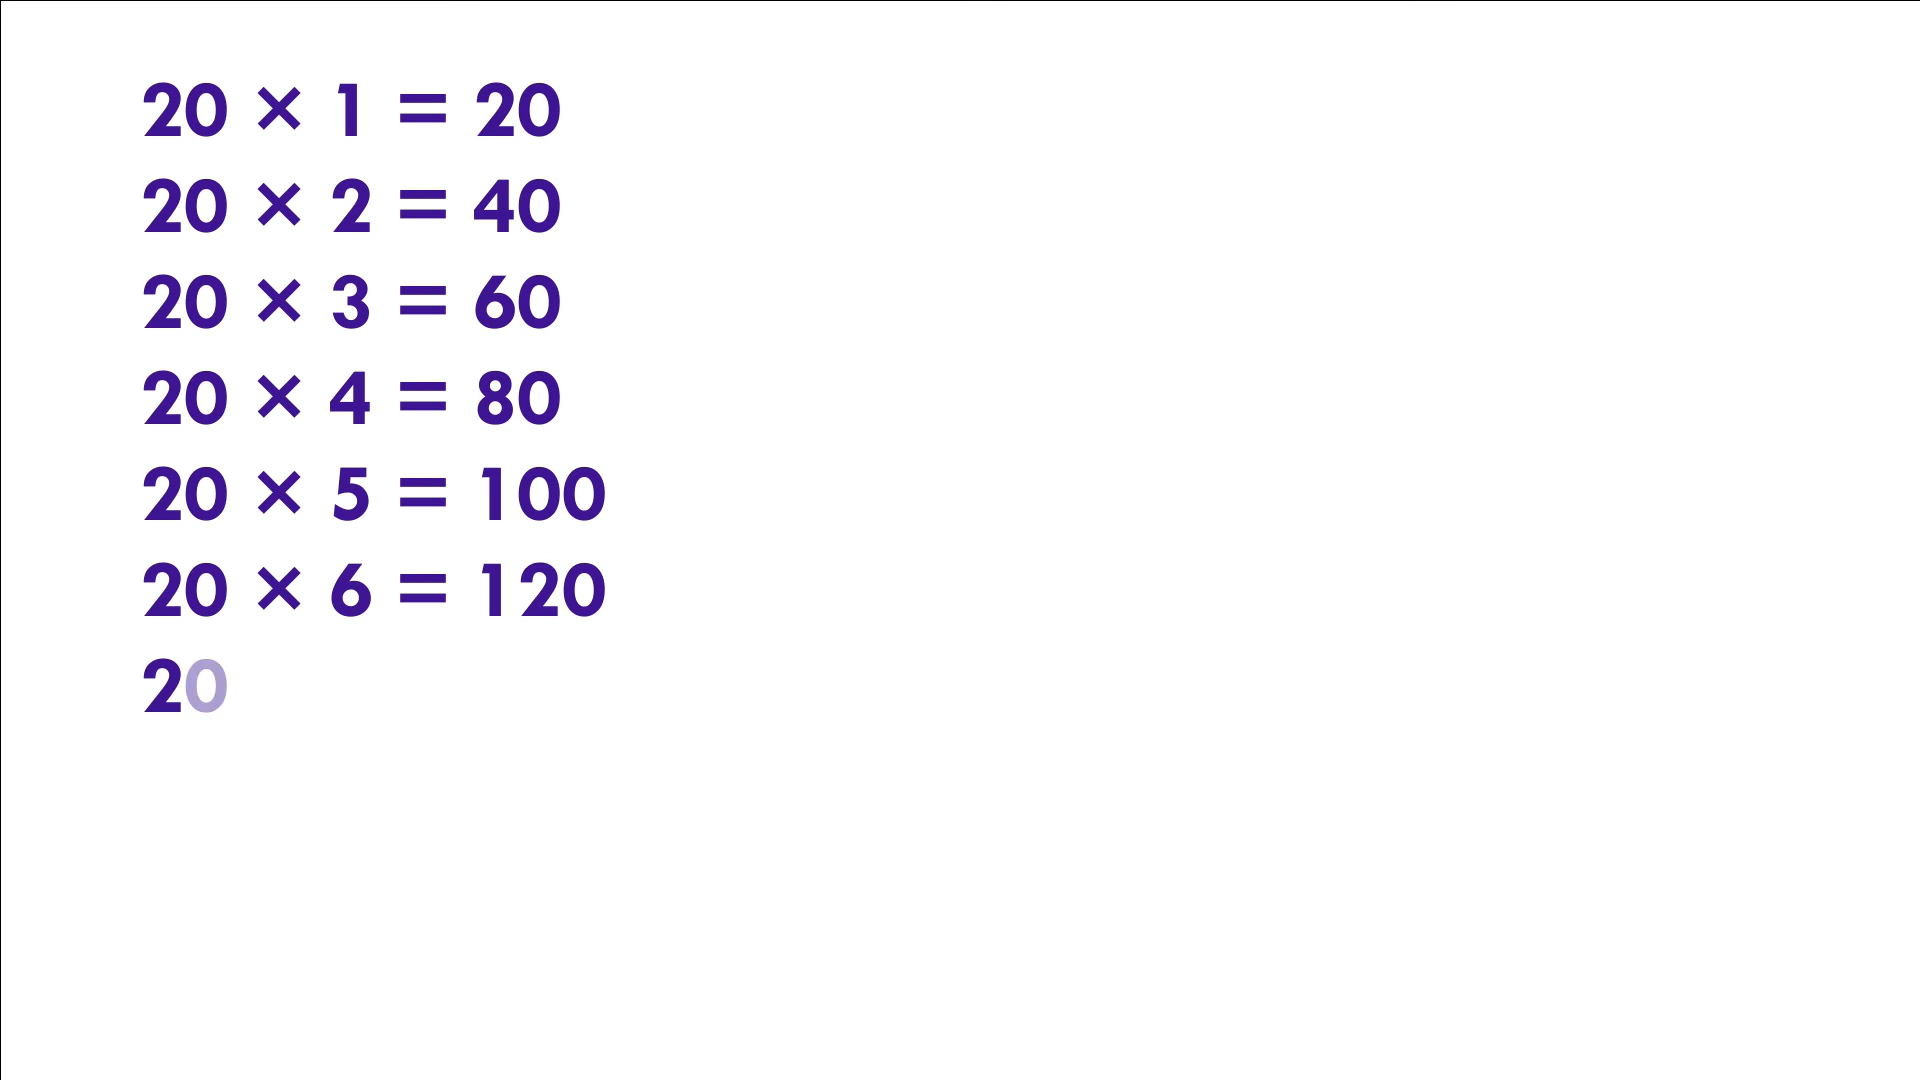 20 × 1 = 20
20 × 2 = 40
20 × 3 = 60
20 × 4 = 80
20 × 5 = 100
20 × 6 = 120
20